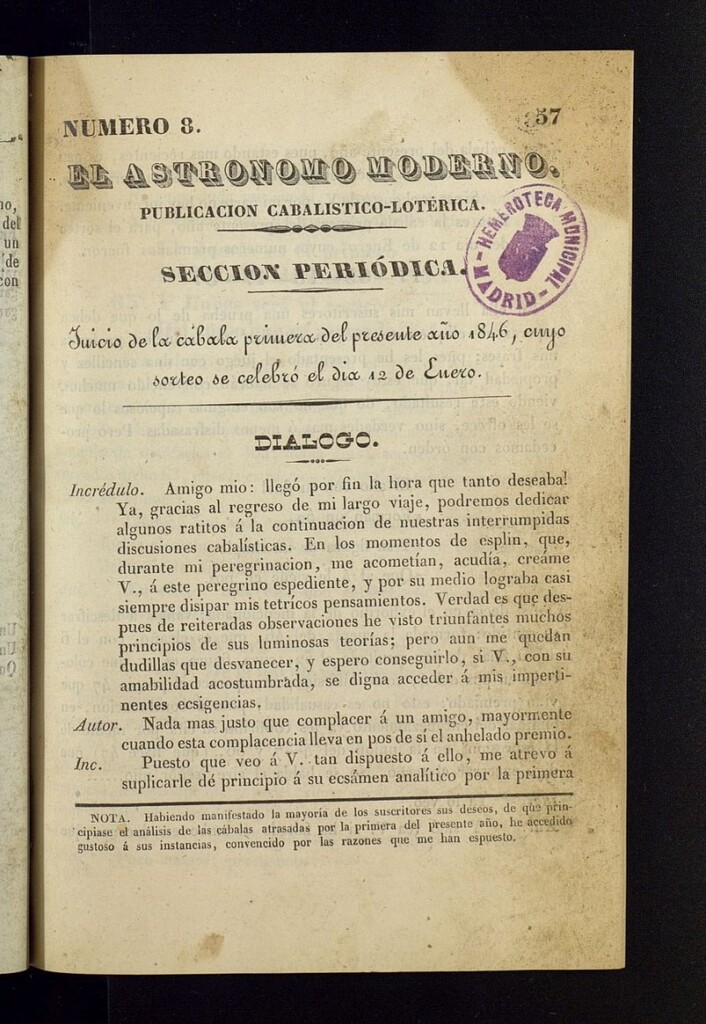 NUMERO 8.
57
EL ASTRONOMO MODERNO.
PUBLICACION CABALISTICO-LOTÉRICA.
HEMEROTECA MUNICIPAL
MADRID
SECCION PERIÓDICA.
Juicio de la cábala primera del presente año 1846, cuyo
sorteo se celebró el dia 12 de Enero.
DIALOGO.
Incrédulo. Amigo mio: llegó por fin la hora que tanto deseaba!
Ya, gracias al regreso de mi largo viaje, podremos dedicar
algunos ratitos á la continuacion de nuestras interrumpidas
discusiones cabalísticas. En los momentos de esplin, que,
durante mi peregrinacion, me acometían, acudía, creáme
V., á este peregrino espediente, y por su medio lograba casi
siempre disipar mis tetricos pensamientos. Verdad es que des-
pues de reiteradas observaciones he visto triunfantes muchos
principios de sus luminosas teorías; pero aun me quedan
dudillas que desvanecer, y espero conseguirlo, si V., con su
amabilidad acostumbrada, se digna acceder á mis imperti-
nentes ecsigencias.
Autor. Nada mas justo que complacer á un amigo, mayormente
cuando esta complacencia lleva en pos de sí el anhelado premio.
Inc. Puesto que veo á V. tan dispuesto á ello, me atrevo á
suplicarle dé principio á su ecsámen analítico por la primera
NOTA. Habiendo manifestado la mayoría de los suscritores sus deseos, de que prin-
cipiase el análisis de las cábalas atrasadas por la primera del presente año, he accedido
gustoso á sus instancias, convencido por las razones que me han espuesto.
no,
del
un
de
con